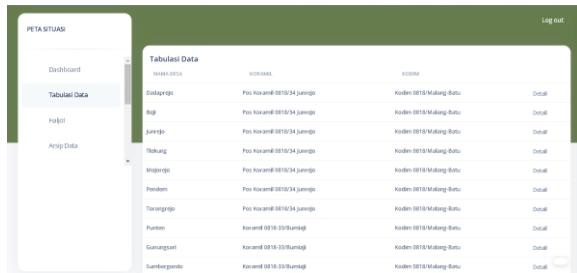 Log out
PETA SITUASI
Dashboard
Tabulasi Data
Faljol
Arsip Data
Tabulasi Data
NAMA DESA KORAMIL KODIM
Dadaprejo Pos Koramil 0818/34 Junrejo Kodim 0818/Malang-Batu Detail
Beji Pos Koramil 0818/34 Junrejo Kodim 0818/Malang-Batu Detail
Junrejo Pos Koramil 0818/34 Junrejo Kodim 0818/Malang-Batu Detail
Tlekung Pos Koramil 0818/34 Junrejo Kodim 0818/Malang-Batu Detail
Mojorejo Pos Koramil 0818/34 Junrejo Kodim 0818/Malang-Batu Detail
Pendem Pos Koramil 0818/34 Junrejo Kodim 0818/Malang-Batu Detail
Torongrejo Pos Koramil 0818/34 Junrejo Kodim 0818/Malang-Batu Detail
Punten Koramil 0818-33/Bumiaji Kodim 0818/Malang-Batu Detail
Gunungsari Koramil 0818-33/Bumiaji Kodim 0818/Malang-Batu Detail
Sumbergondo Koramil 0818-33/Bumiaji Kodim 0818/Malang-Batu Detail